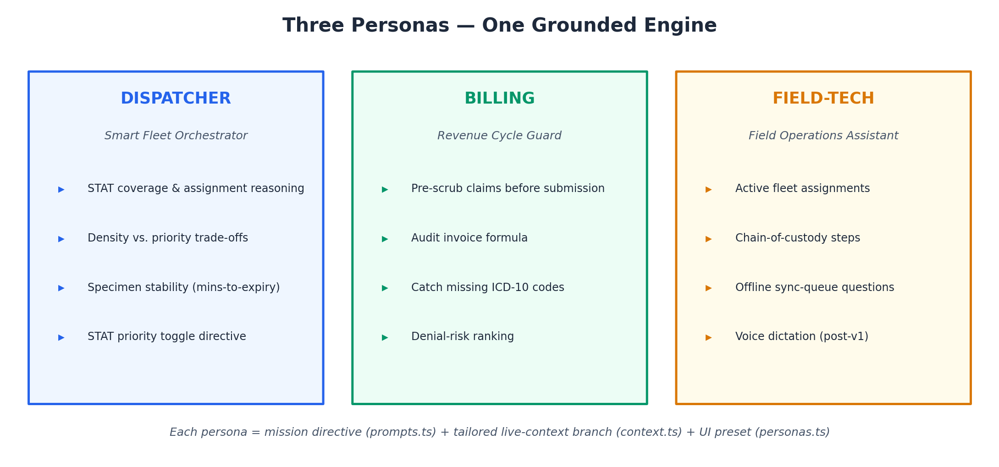 Three Personas — One Grounded Engine
DISPATCHER
Smart Fleet Orchestrator
▶ STAT coverage & assignment reasoning
▶ Density vs. priority trade-offs
▶ Specimen stability (mins-to-expiry)
▶ STAT priority toggle directive
BILLING
Revenue Cycle Guard
▶ Pre-scrub claims before submission
▶ Audit invoice formula
▶ Catch missing ICD-10 codes
▶ Denial-risk ranking
FIELD-TECH
Field Operations Assistant
▶ Active fleet assignments
▶ Chain-of-custody steps
▶ Offline sync-queue questions
▶ Voice dictation (post-v1)
Each persona = mission directive (prompts.ts) + tailored live-context branch (context.ts) + UI preset (personas.ts)